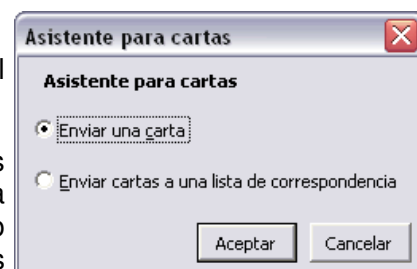 Asistente para cartas
Asistente para cartas
Enviar una carta
Enviar cartas a una lista de correspondencia
Aceptar Cancelar